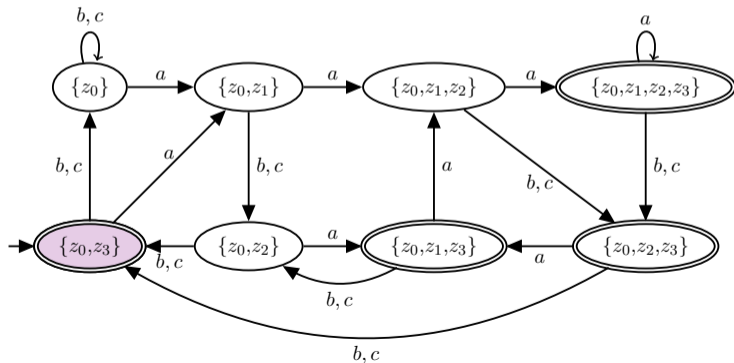 b, c
a
{z₀}
a
{z₀,z₁}
a
{z₀,z₁,z₂}
a
{z₀,z₁,z₂,z₃}
b, c
a
b, c
a
b, c
b, c
{z₀,z₃}
b, c
{z₀,z₂}
a
{z₀,z₁,z₃}
a
{z₀,z₂,z₃}
b, c
b, c